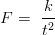 F = k/t²